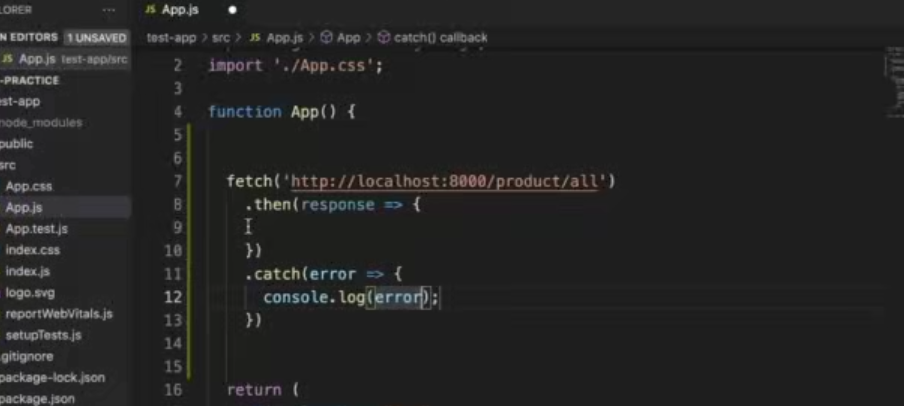 LORER ...
JS App.js ●
N EDITORS 1 UNSAVED
test-app > src > JS App.js > App > catch() callback
JS App.js test-app/src
-PRACTICE
est-app
node_modules
public
src
App.css
App.js
App.test.js
index.css
index.js
logo.svg
reportWebVitals.js
setupTests.js
.gitignore
package-lock.json
package.json
2 import './App.css';
3
4 function App() {
5
6
7 fetch('http://localhost:8000/product/all')
8 .then(response => {
9
10 })
11 .catch(error => {
12 console.log(error);
13 })
14
15
16 return (